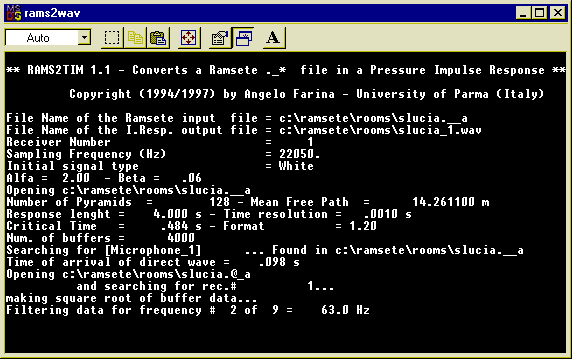 rams2wav
Auto
A
** RAMS2TIM 1.1 - Converts a Ramsete ._*  file in a Pressure Impulse Response **
Copyright (1994/1997) by Angelo Farina - University of Parma (Italy)
File Name of the Ramsete input  file = c:\ramsete\rooms\slucia.__a
File Name of the I.Resp. output file = c:\ramsete\rooms\slucia_1.wav
Receiver Number                      =      1
Sampling Frequency (Hz)              = 22050.
Initial signal type                  = White
Alfa =  2.00  - Beta =   .06
Opening c:\ramsete\rooms\slucia.__a
Number of Pyramids  =       128 - Mean Free Path  =      14.261100 m
Response lenght =    4.000 s - Time resolution =   .0010 s
Critical Time   =     .484 s - Format          = 1.20
Num. of buffers =      4000
Searching for [Microphone_1]      ... Found in c:\ramsete\rooms\slucia.__a
Time of arrival of direct wave =    .098 s
Opening c:\ramsete\rooms\slucia.@_a
and searching for rec.#            1...
making square root of buffer data...
Filtering data for frequency #  2 of  9 =    63.0 Hz